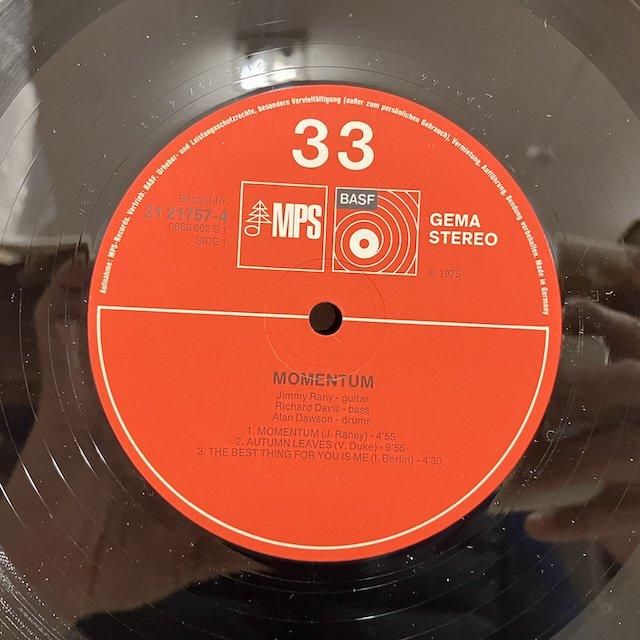 Aufnahme: MPS-Records. Vertrieb: BASF. Urheber- und Leistungsschutzrechte, besonders Vervielfältigung (außer zum persönlichen Gebrauch), Vermietung, Aufführung, Sendung vorbehalten. Made in Germany
33
Bestell-Nr.
21 21757-4
0666 662 S 1
SIDE 1
MPS
BASF
GEMA
STEREO
℗ 1975
MOMENTUM
Jimmy Rany - guitar
Richard Davis - bass
Alan Dawson - drums
1. MOMENTUM (J. Raney) - 4'55
2. AUTUMN LEAVES (V. Duke) - 9'55
3. THE BEST THING FOR YOU IS ME (I. Berlin) - 4'30